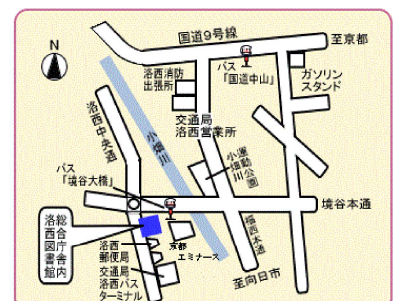 国道9号線
至京都
N
バス
「国道中山」
洛西消防
出張所
ガソリン
スタンド
交通局
洛西営業所
洛西中央通
小畑川
小畑川
運動公園
バス
「境谷大橋」
境谷本通
福西本通
洛西図書館
総合庁舎内
洛西
郵便局
京都
エミナース
交通局
洛西バス
ターミナル
至向日市